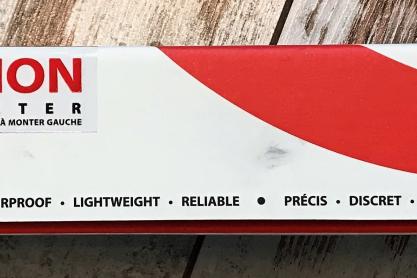 ION
TER
À MONTER GAUCHE
RPROOF • LIGHTWEIGHT • RELIABLE • PRÉCIS • DISCRET •